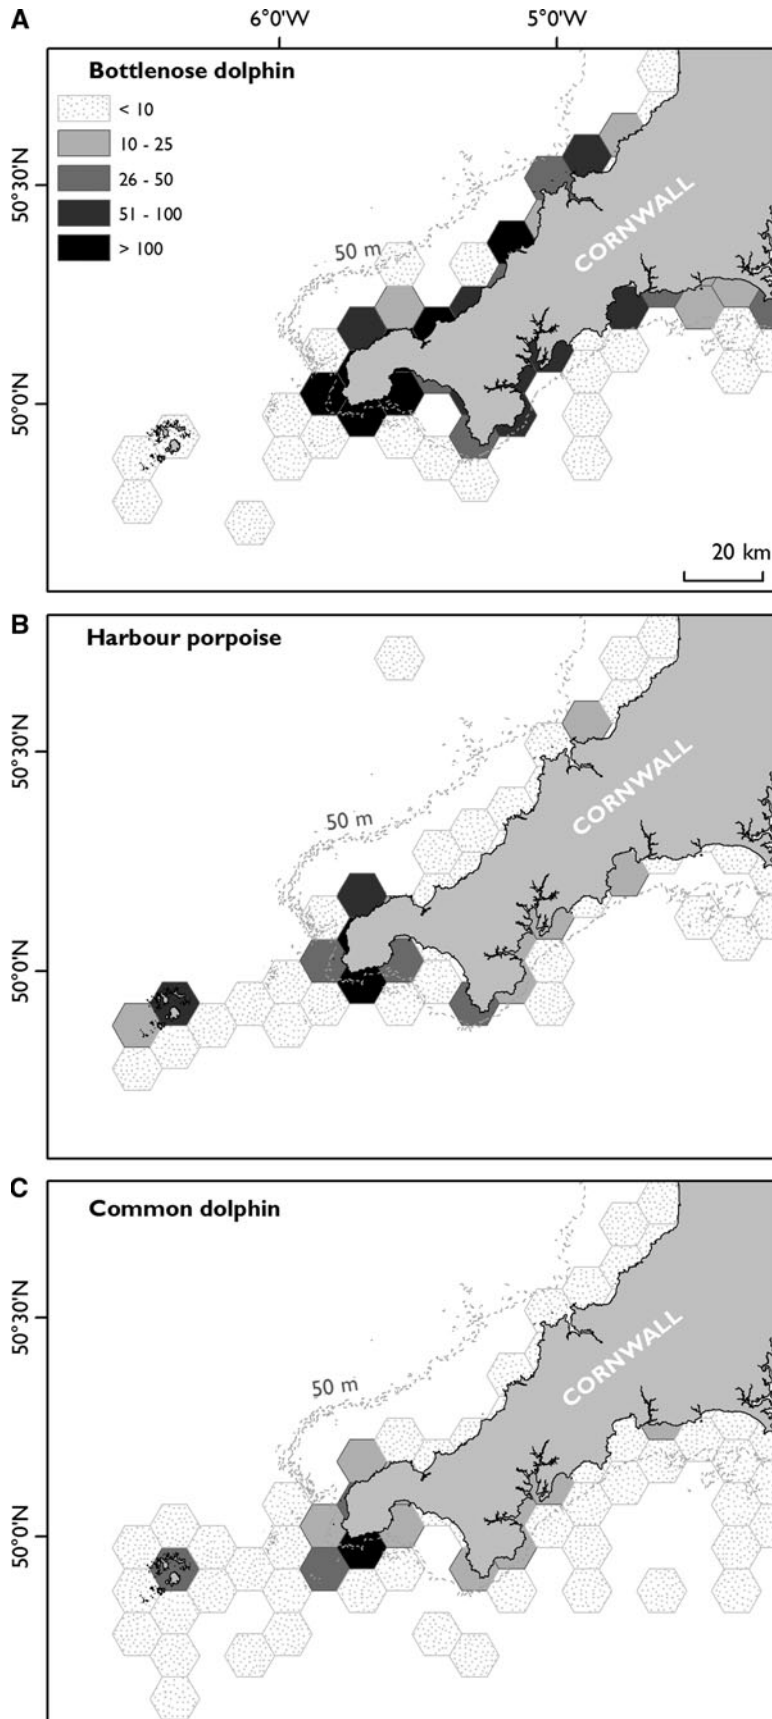 A
6°0'W 5°0'W
Bottlenose dolphin
< 10
10 - 25
26 - 50
51 - 100
> 100
50°30'N
50 m
CORNWALL
50°0'N
20 km
B
Harbour porpoise
50°30'N
50 m
CORNWALL
50°0'N
C
Common dolphin
50°30'N
50 m
CORNWALL
50°0'N